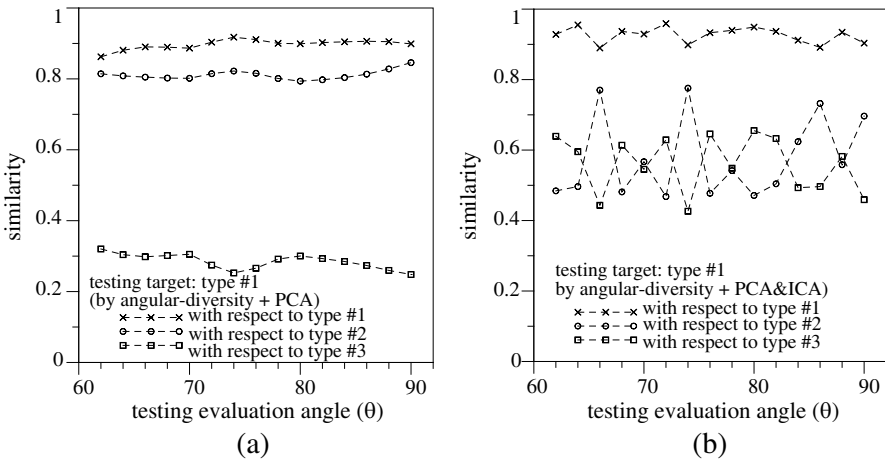 1
0.8
0.6
0.4
0.2
0
similarity
testing target: type #1
(by angular-diversity + PCA)
with respect to type #1
with respect to type #2
with respect to type #3
60 70 80 90
testing evaluation angle (θ)
(a)
1
0.8
0.6
0.4
0.2
0
similarity
testing target: type #1
by angular-diversity + PCA&ICA)
with respect to type #1
with respect to type #2
with respect to type #3
60 70 80 90
testing evaluation angle (θ)
(b)